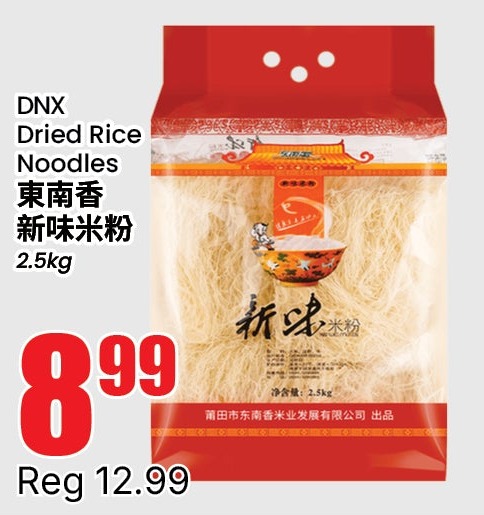 DNX
Dried Rice
Noodles
東南香
新味米粉
2.5kg
8.99
Reg 12.99
新味米粉
净含量：2.5kg
莆田市东南香米业发展有限公司 出品